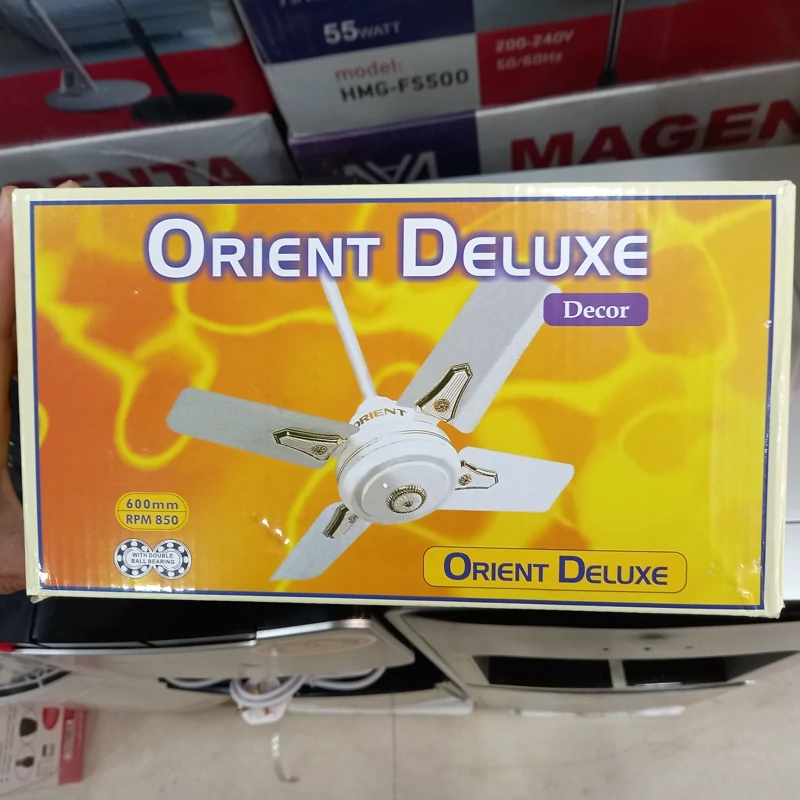 55WATT
model:
HMG-FS500
200-240V
50/60Hz
ENTA
MAGEN
ORIENT DELUXE
Decor
ORIENT
600mm
RPM 850
WITH DOUBLE
BALL BEARING
ORIENT DELUXE